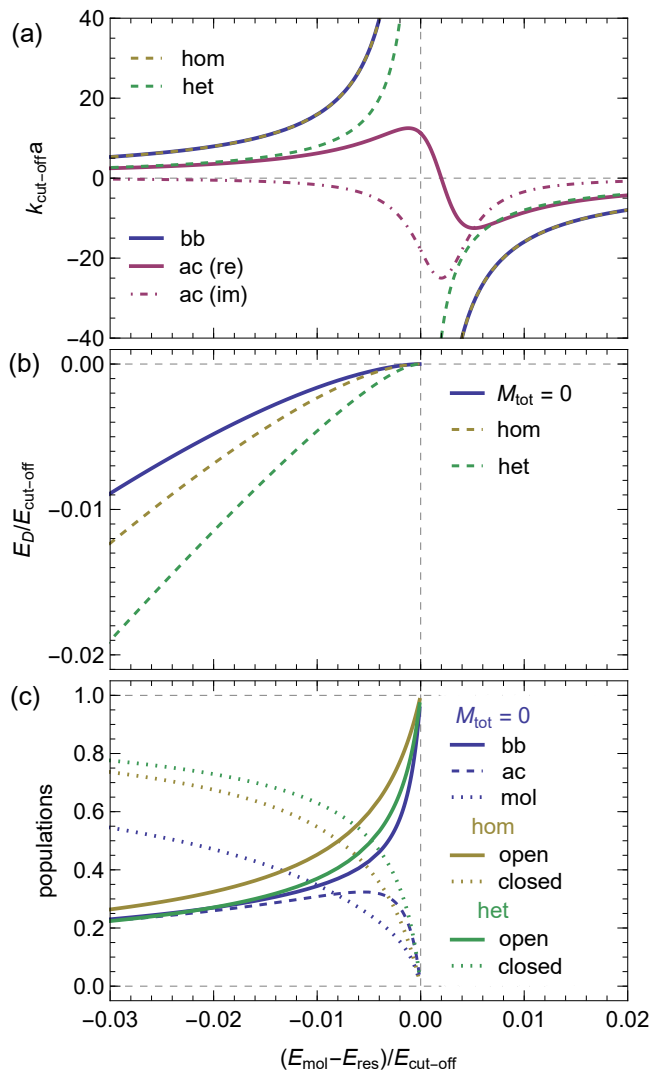 (a)
40
20
0
−20
−40
k_cut−off a
hom
het
bb
ac (re)
ac (im)
(b)
0.00
−0.01
−0.02
E_D/E_cut−off
M_tot = 0
hom
het
(c)
1.0
0.8
0.6
0.4
0.2
0.0
populations
M_tot = 0
bb
ac
mol
hom
open
closed
het
open
closed
−0.03
−0.02
−0.01
0.00
0.01
0.02
(E_mol−E_res)/E_cut−off